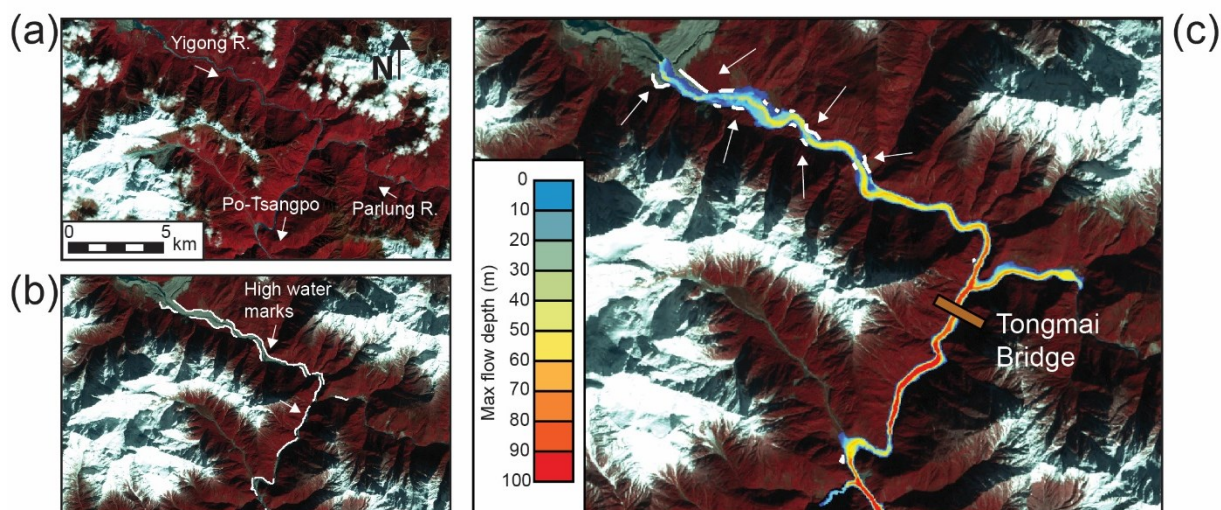 (a)
Yigong R.
N
Po-Tsangpo
Parlung R.
0 5
km
(b)
High water
marks
(c)
Max flow depth (m)
0
10
20
30
40
50
60
70
80
90
100
Tongmai
Bridge